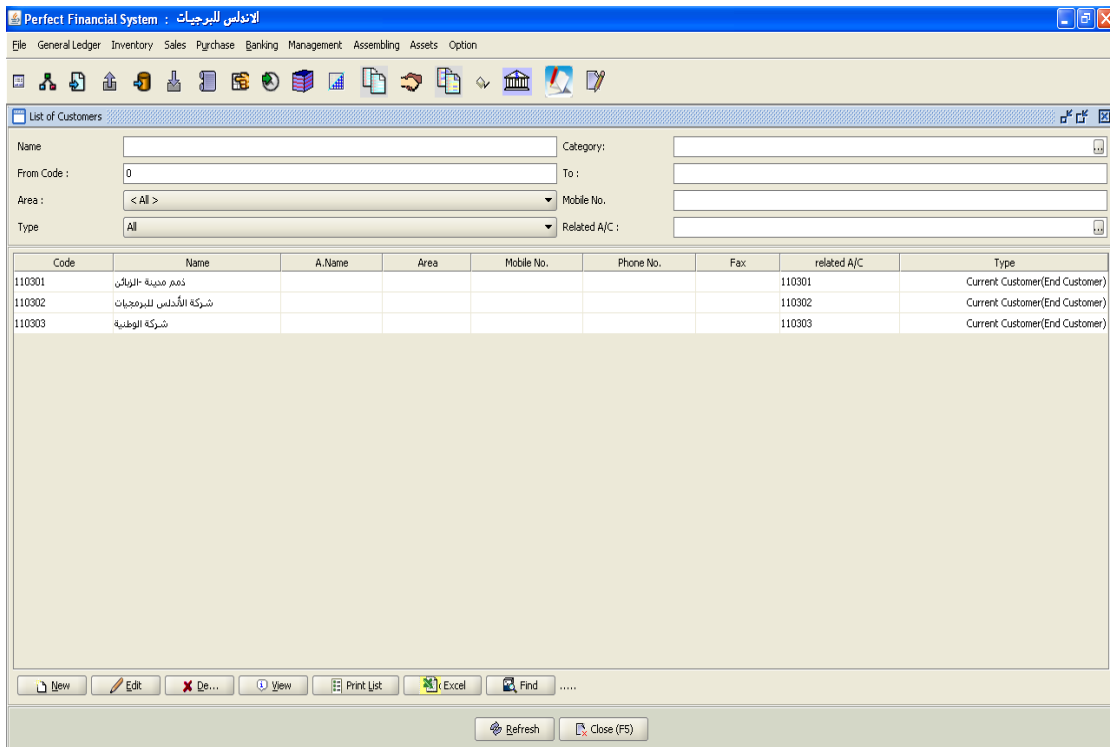 Perfect Financial System : الاندلس للبرجيات
File General Ledger Inventory Sales Purchase Banking Management Assembling Assets Option
List of Customers
Name Category: ...
From Code : 0 To :
Area : < All > Mobile No.
Type All Related A/C : ...
Code Name A.Name Area Mobile No. Phone No. Fax related A/C Type
110301 ذمم مدينة -الزبائن 110301 Current Customer(End Customer)
110302 شركة الأندلس للبرمجيات 110302 Current Customer(End Customer)
110303 شركة الوطنية 110303 Current Customer(End Customer)
New Edit De... View Print List Excel Find .....
Refresh Close (F5)